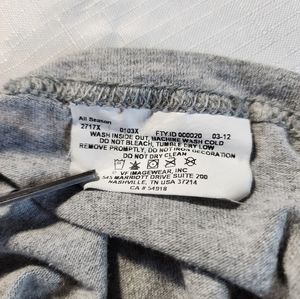 All Season
2717X 0103X FTY.ID 000020 03-12
WASH INSIDE OUT, MACHINE WASH COLD
DO NOT BLEACH, TUMBLE DRY LOW
REMOVE PROMPTLY, DO NOT IRON DECORATION
DO NOT DRY CLEAN
VF IMAGEWEAR, INC
545 MARRIOTT DRIVE SUITE 200
NASHVILLE, TN USA 37214
CA # 54918